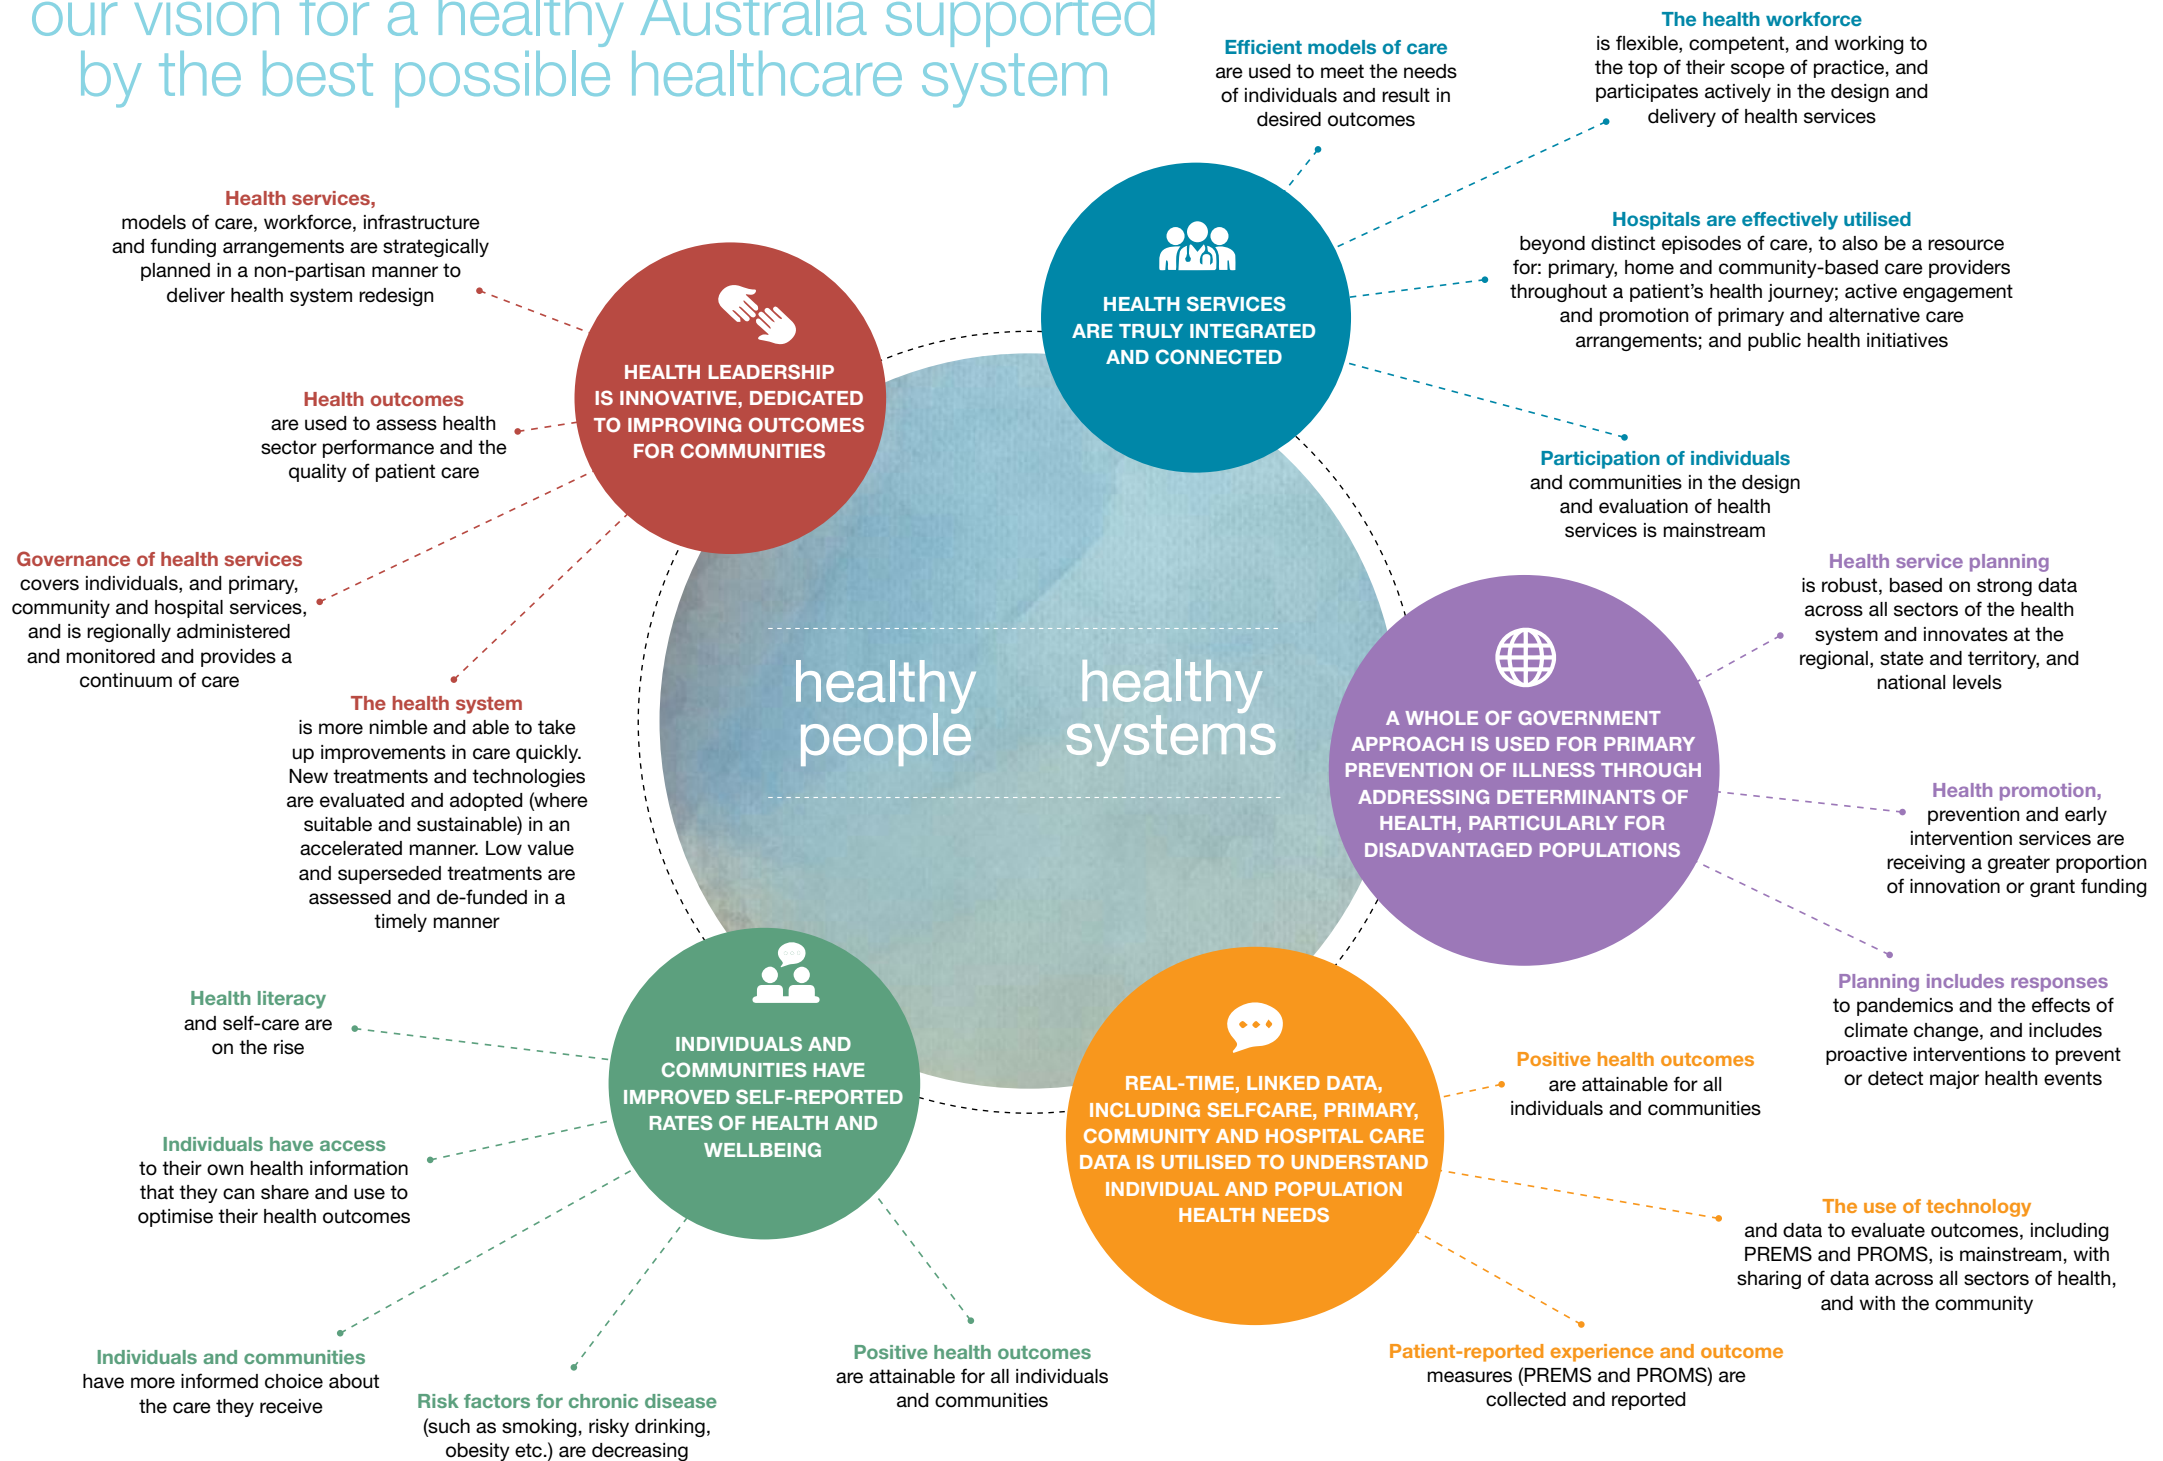 our vision for a healthy Australia supported
by the best possible healthcare system
Efficient models of care
are used to meet the needs
of individuals and result in
desired outcomes
The health workforce
is flexible, competent, and working to
the top of their scope of practice, and
participates actively in the design and
delivery of health services
Hospitals are effectively utilised
beyond distinct episodes of care, to also be a resource
for: primary, home and community-based care providers
throughout a patient’s health journey; active engagement
and promotion of primary and alternative care
arrangements; and public health initiatives
Participation of individuals
and communities in the design
and evaluation of health
services is mainstream
HEALTH SERVICES
ARE TRULY INTEGRATED
AND CONNECTED
Health services,
models of care, workforce, infrastructure
and funding arrangements are strategically
planned in a non-partisan manner to
deliver health system redesign
Health outcomes
are used to assess health
sector performance and the
quality of patient care
Governance of health services
covers individuals, and primary,
community and hospital services,
and is regionally administered
and monitored and provides a
continuum of care
The health system
is more nimble and able to take
up improvements in care quickly.
New treatments and technologies
are evaluated and adopted (where
suitable and sustainable) in an
accelerated manner. Low value
and superseded treatments are
assessed and de-funded in a
timely manner
HEALTH LEADERSHIP
IS INNOVATIVE, DEDICATED
TO IMPROVING OUTCOMES
FOR COMMUNITIES
healthy
people
healthy
systems
A WHOLE OF GOVERNMENT
APPROACH IS USED FOR PRIMARY
PREVENTION OF ILLNESS THROUGH
ADDRESSING DETERMINANTS OF
HEALTH, PARTICULARLY FOR
DISADVANTAGED POPULATIONS
Health service planning
is robust, based on strong data
across all sectors of the health
system and innovates at the
regional, state and territory, and
national levels
Health promotion,
prevention and early
intervention services are
receiving a greater proportion
of innovation or grant funding
Planning includes responses
to pandemics and the effects of
climate change, and includes
proactive interventions to prevent
or detect major health events
INDIVIDUALS AND
COMMUNITIES HAVE
IMPROVED SELF-REPORTED
RATES OF HEALTH AND
WELLBEING
Health literacy
and self-care are
on the rise
Individuals have access
to their own health information
that they can share and use to
optimise their health outcomes
Individuals and communities
have more informed choice about
the care they receive
Risk factors for chronic disease
(such as smoking, risky drinking,
obesity etc.) are decreasing
Positive health outcomes
are attainable for all individuals
and communities
REAL-TIME, LINKED DATA,
INCLUDING SELFCARE, PRIMARY,
COMMUNITY AND HOSPITAL CARE
DATA IS UTILISED TO UNDERSTAND
INDIVIDUAL AND POPULATION
HEALTH NEEDS
Positive health outcomes
are attainable for all
individuals and communities
The use of technology
and data to evaluate outcomes, including
PREMS and PROMS, is mainstream, with
sharing of data across all sectors of health,
and with the community
Patient-reported experience and outcome
measures (PREMS and PROMS) are
collected and reported